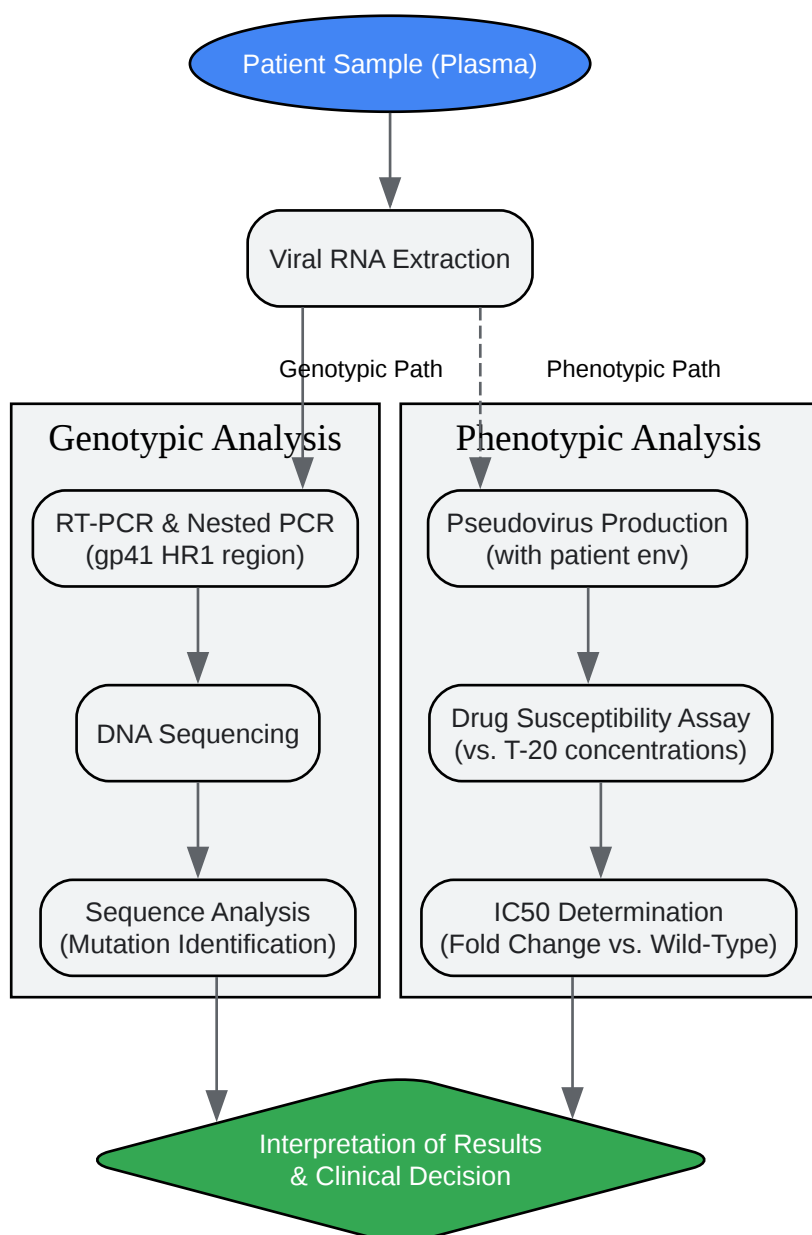 Patient Sample (Plasma)
Viral RNA Extraction
Genotypic Path
Phenotypic Path
Genotypic Analysis
RT-PCR & Nested PCR
(gp41 HR1 region)
DNA Sequencing
Sequence Analysis
(Mutation Identification)
Phenotypic Analysis
Pseudovirus Production
(with patient env)
Drug Susceptibility Assay
(vs. T-20 concentrations)
IC50 Determination
(Fold Change vs. Wild-Type)
Interpretation of Results
& Clinical Decision